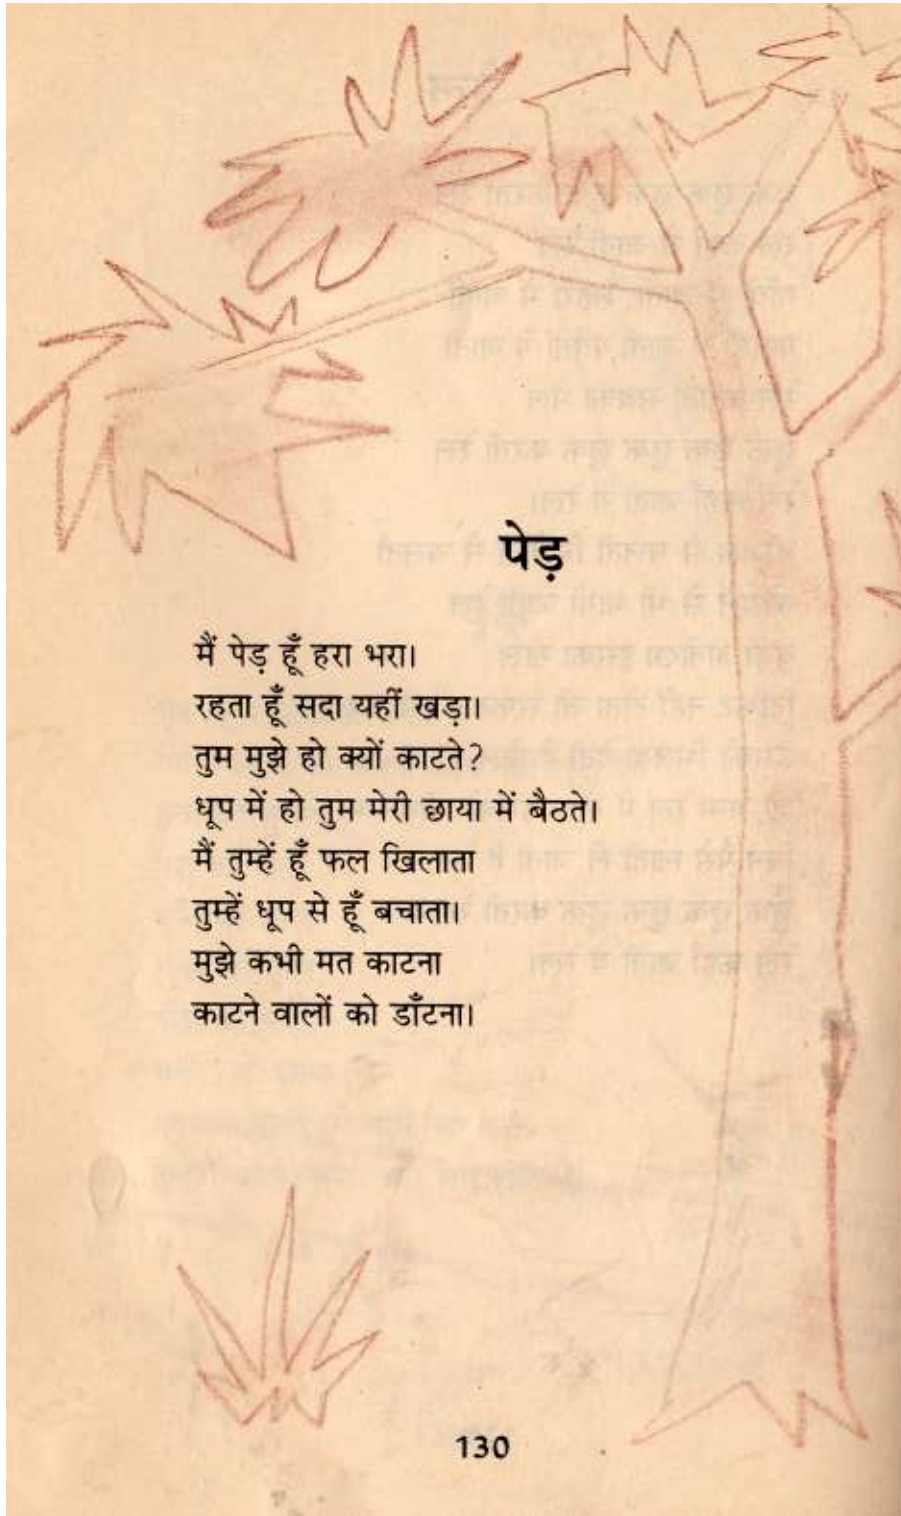 पेड़
मैं पेड़ हूँ हरा भरा।
रहता हूँ सदा यहीं खड़ा।
तुम मुझे हो क्यों काटते?
धूप में हो तुम मेरी छाया में बैठते।
मैं तुम्हें हूँ फल खिलाता
तुम्हें धूप से हूँ बचाता।
मुझे कभी मत काटना
काटने वालों को डाँटना।
130